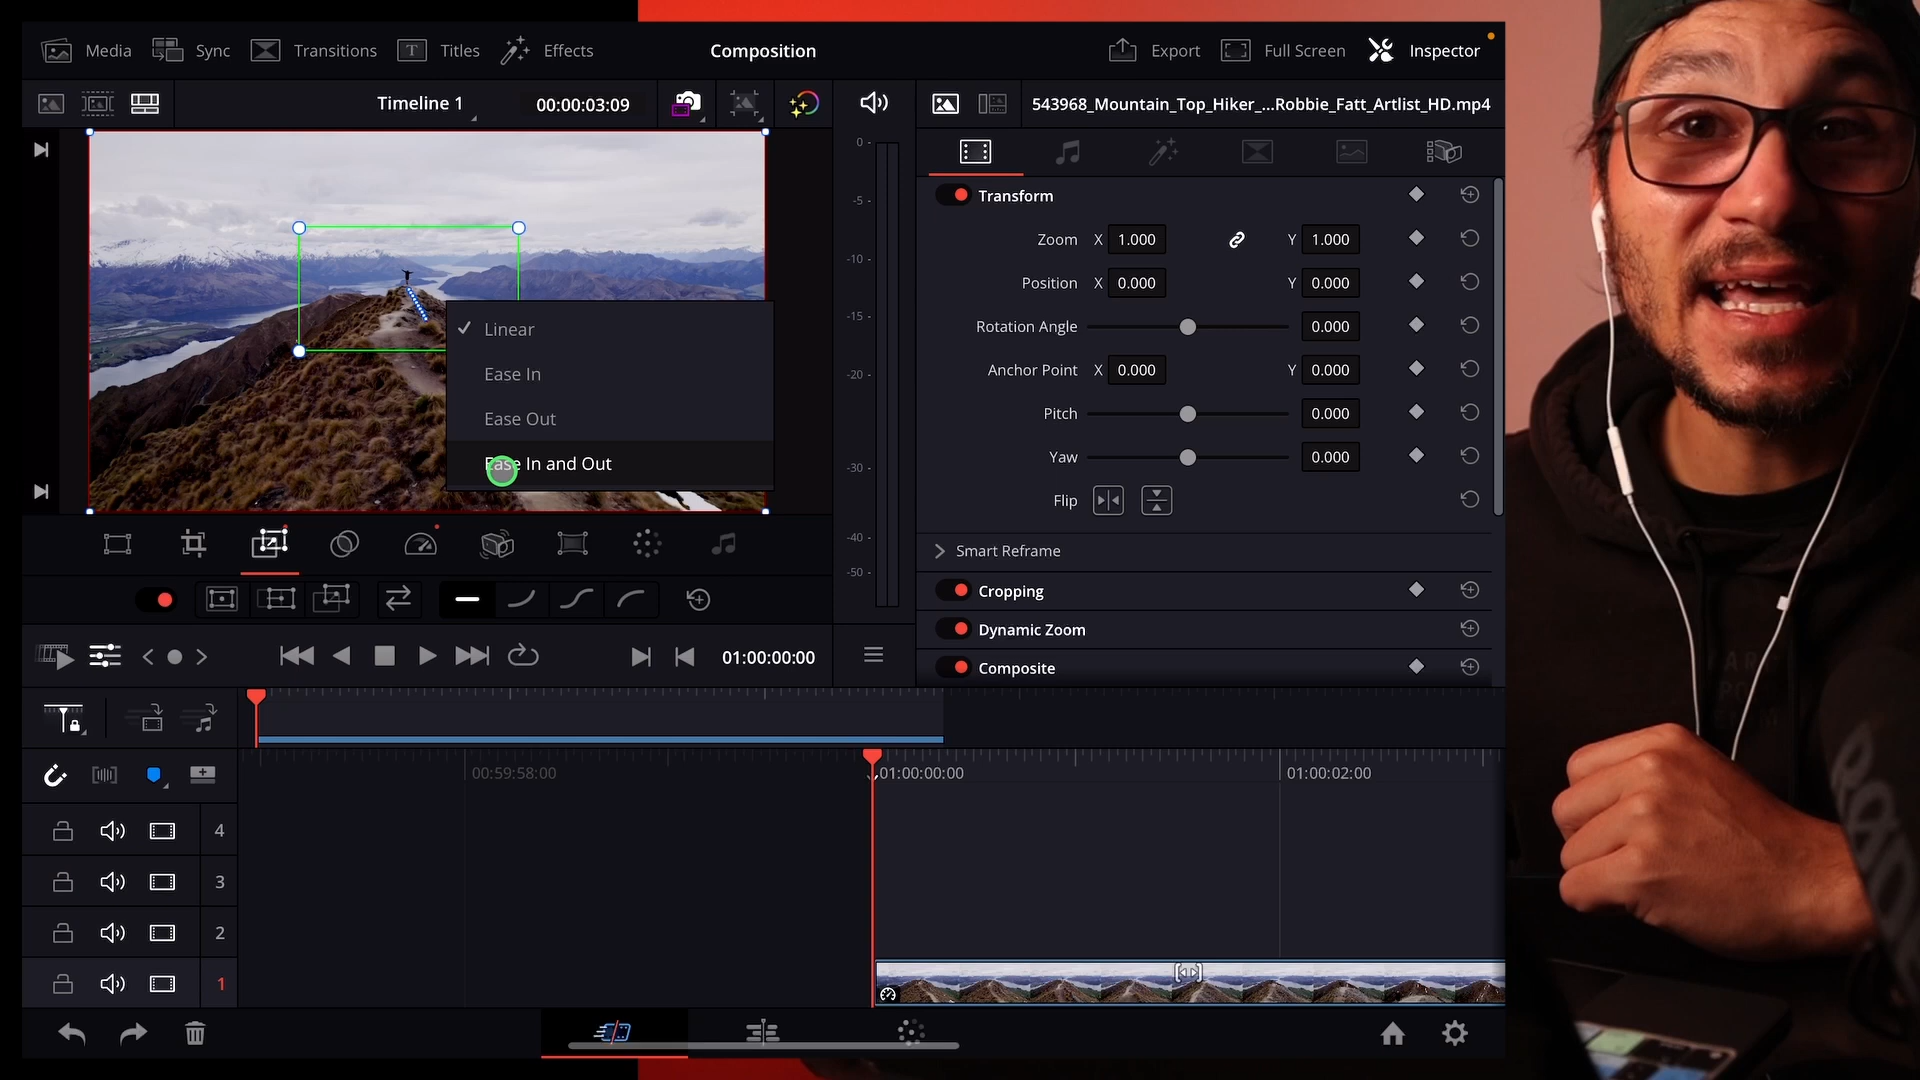 Media
Sync
Transitions
T
Titles
Effects
Composition
Export
Full Screen
Inspector
Timeline 1
00:00:03:09
543968_Mountain_Top_Hiker_...Robbie_Fatt_Artlist_HD.mp4
0 -
-5 -
-10 -
-15 -
-20 -
-30 -
-40 -
-50 -
Transform
Zoom X 1.000 Y 1.000
Position X 0.000 Y 0.000
Rotation Angle 0.000
Anchor Point X 0.000 Y 0.000
Pitch 0.000
Yaw 0.000
Flip
Smart Reframe
Cropping
Dynamic Zoom
Composite
Linear
Ease In
Ease Out
Ease In and Out
01:00:00:00
00:59:58:00
01:00:00:00
01:00:02:00
4
3
2
1